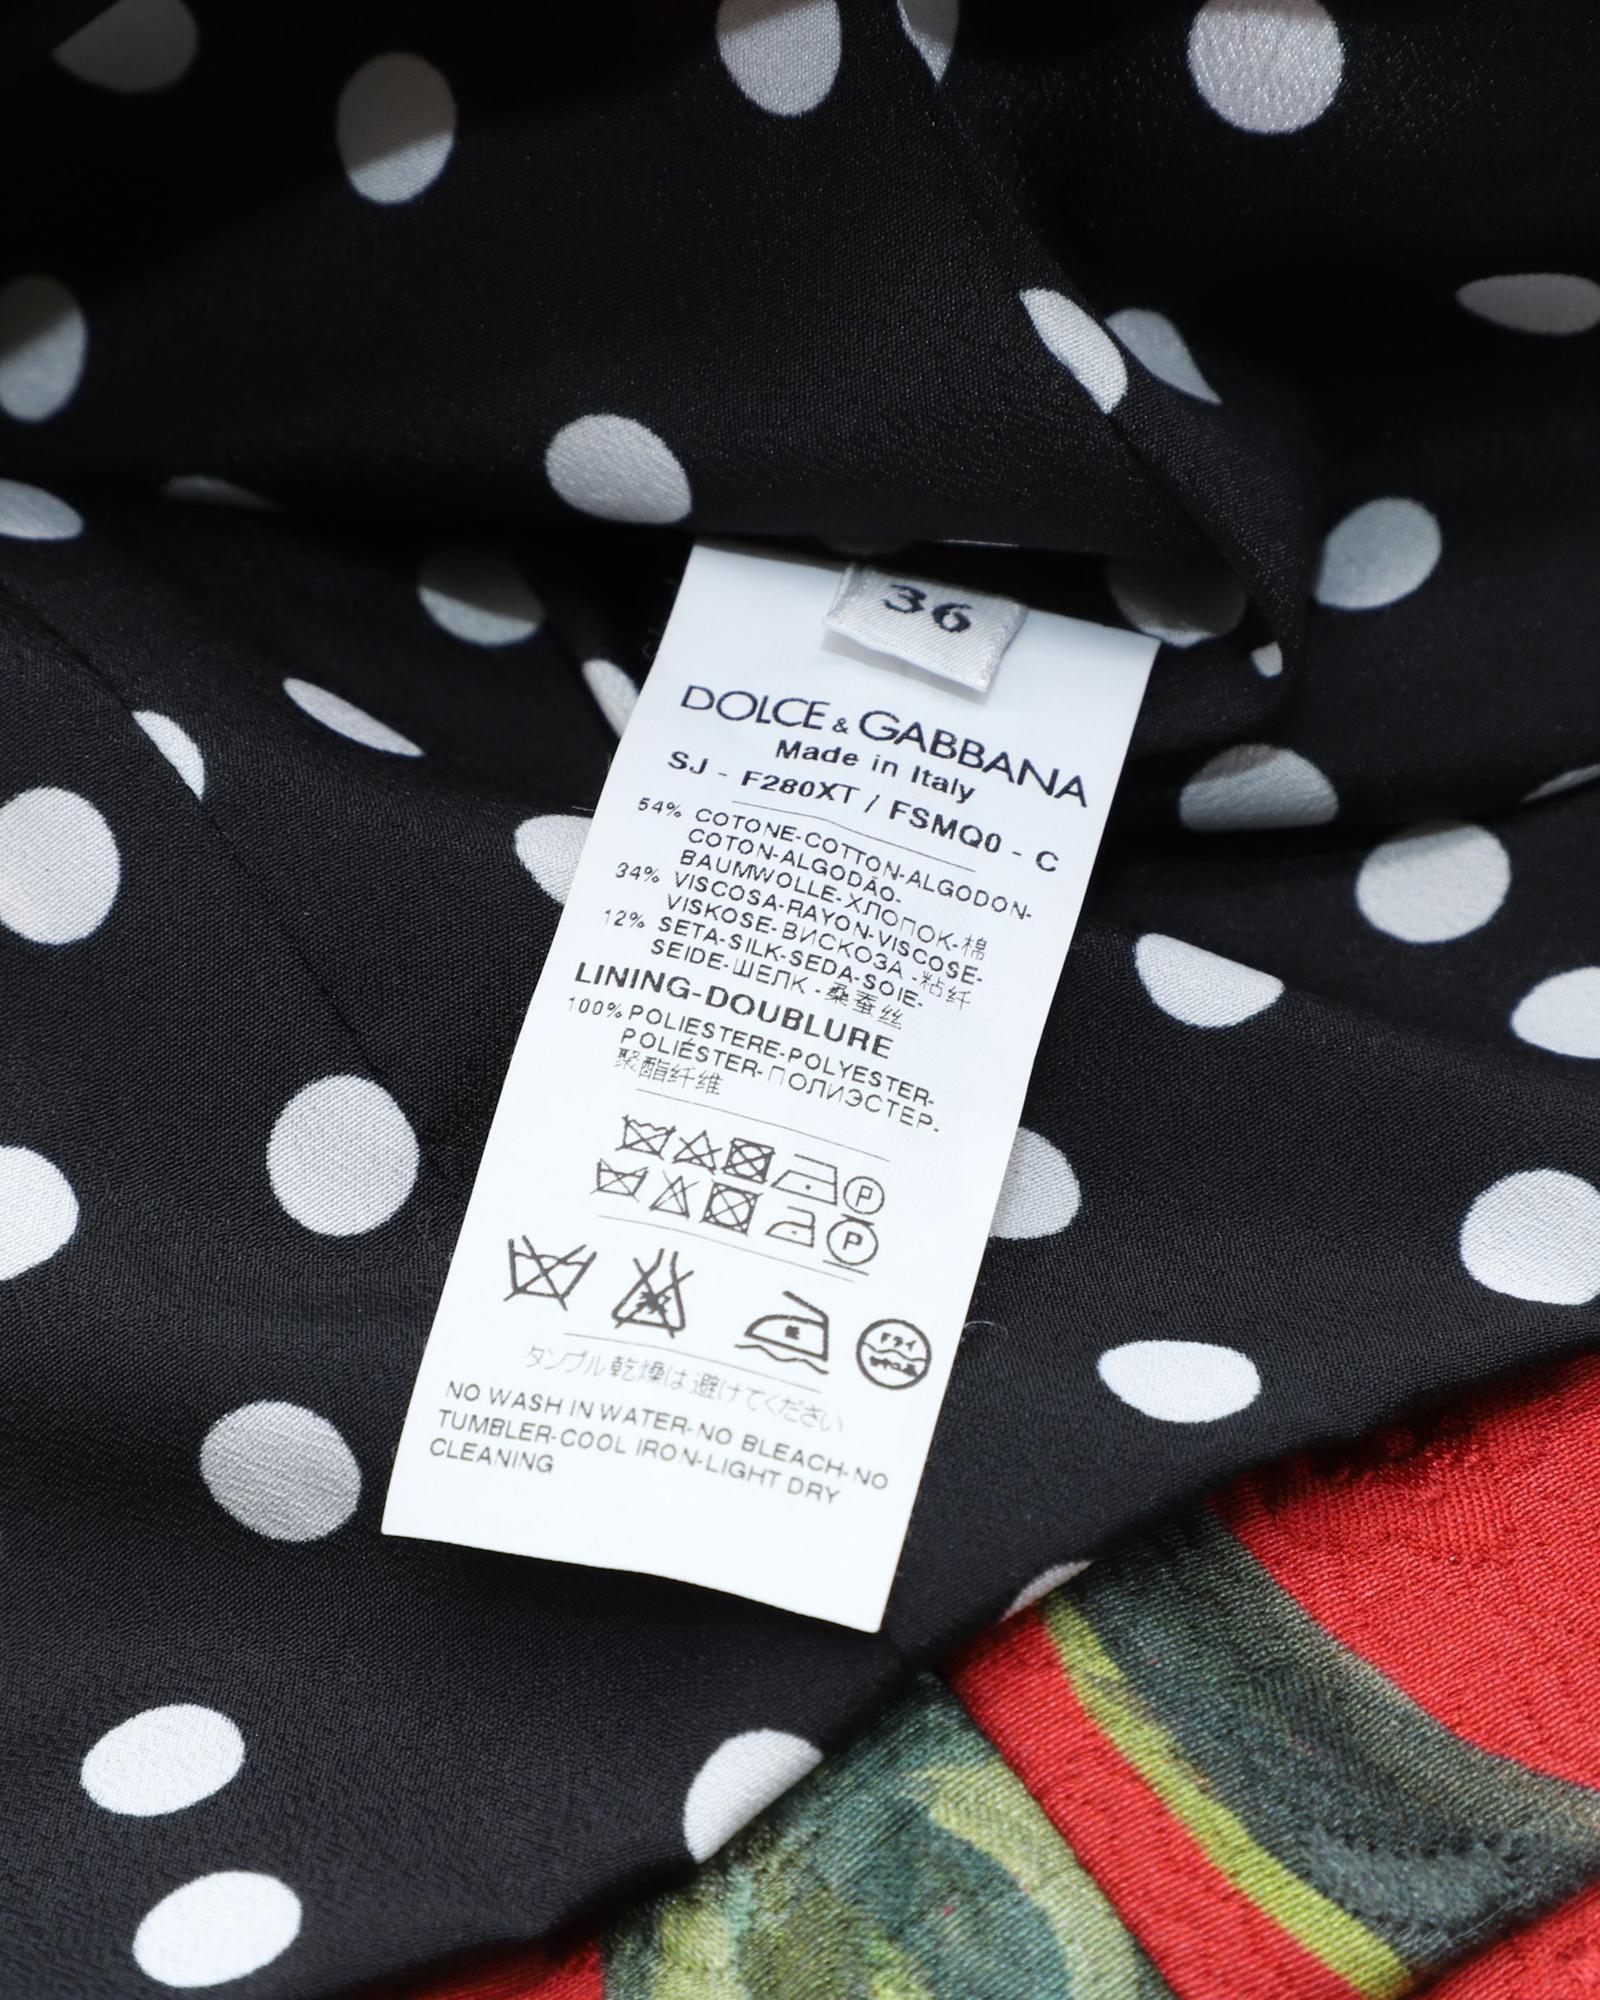 36
DOLCE & GABBANA
Made in Italy
SJ - F280XT / FSMQ0 - C
54% COTONE-COTTON-ALGODON-
COTON-ALGODÃO-
BAUMWOLLE-ХЛОПОК-棉
34% VISCOSA-RAYON-VISCOSE-
VISKOSE-ВИСКОЗА-粘纤
12% SETA-SILK-SEDA-SOIE-
SEIDE-ШЕЛК-桑蚕丝
LINING-DOUBLURE
100% POLIESTERE-POLYESTER-
POLIÉSTER-ПОЛИЭСТЕР-
聚酯纤维
P
P
ドライ
タンブル乾燥は避けてください
NO WASH IN WATER-NO BLEACH-NO
TUMBLER-COOL IRON-LIGHT DRY
CLEANING